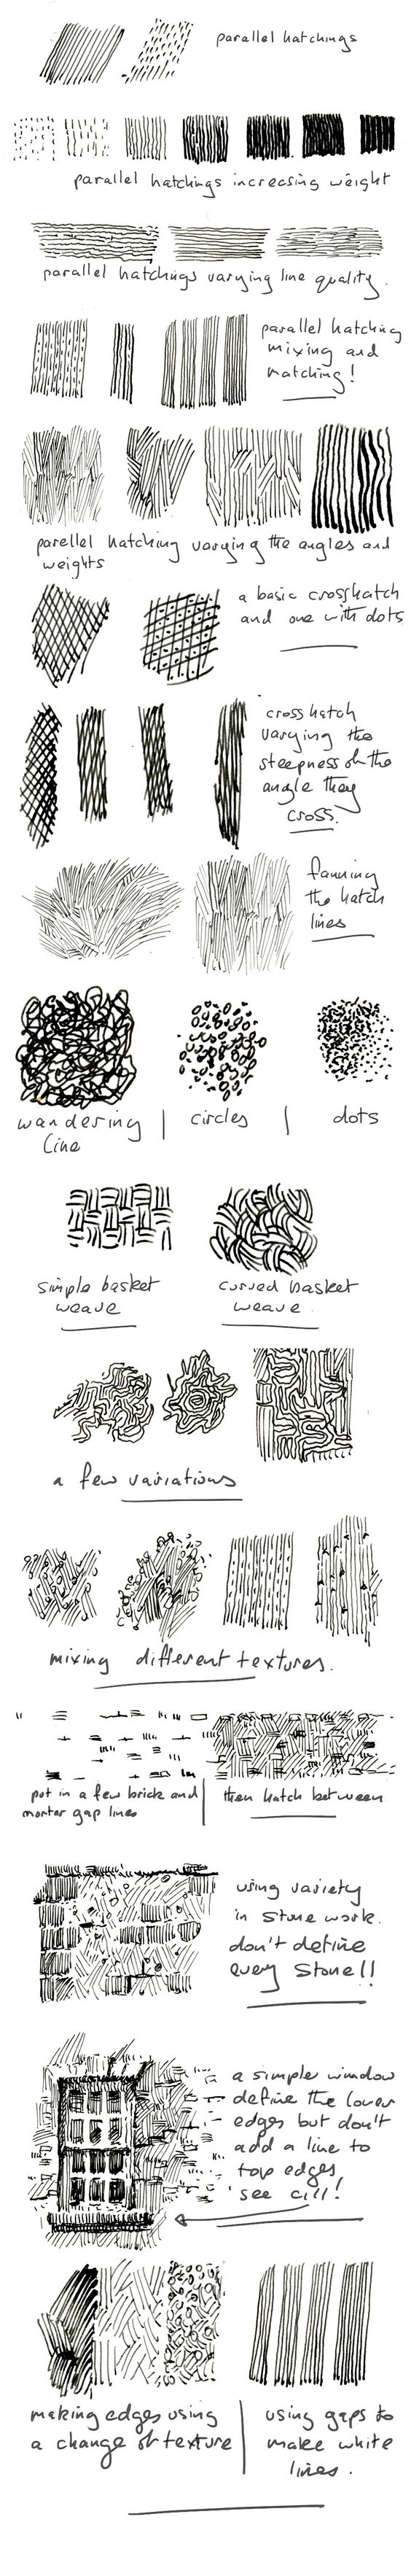 parallel hatchings
parallel hatchings increasing weight
parallel hatchings varying line quality.
parallel hatching
mixing and
matching!
parellel hatching varying the angles and
weights
a basic crosshatch
and one with dots
cross hatch
varying the
steepness of the
angle they
cross.
fanning
the hatch
lines
wandering
line
circles
dots
simple basket
weave
curved basket
weave.
a few variations
mixing different textures.
put in a few brick and
mortar gap lines
then hatch between
using variety
in stone work.
don't define
every stone!!
a simple window
define the lower
edges but don't
add a line to
top edges
see cill!
making edges using
a change of texture
using gaps to
make white
lines.